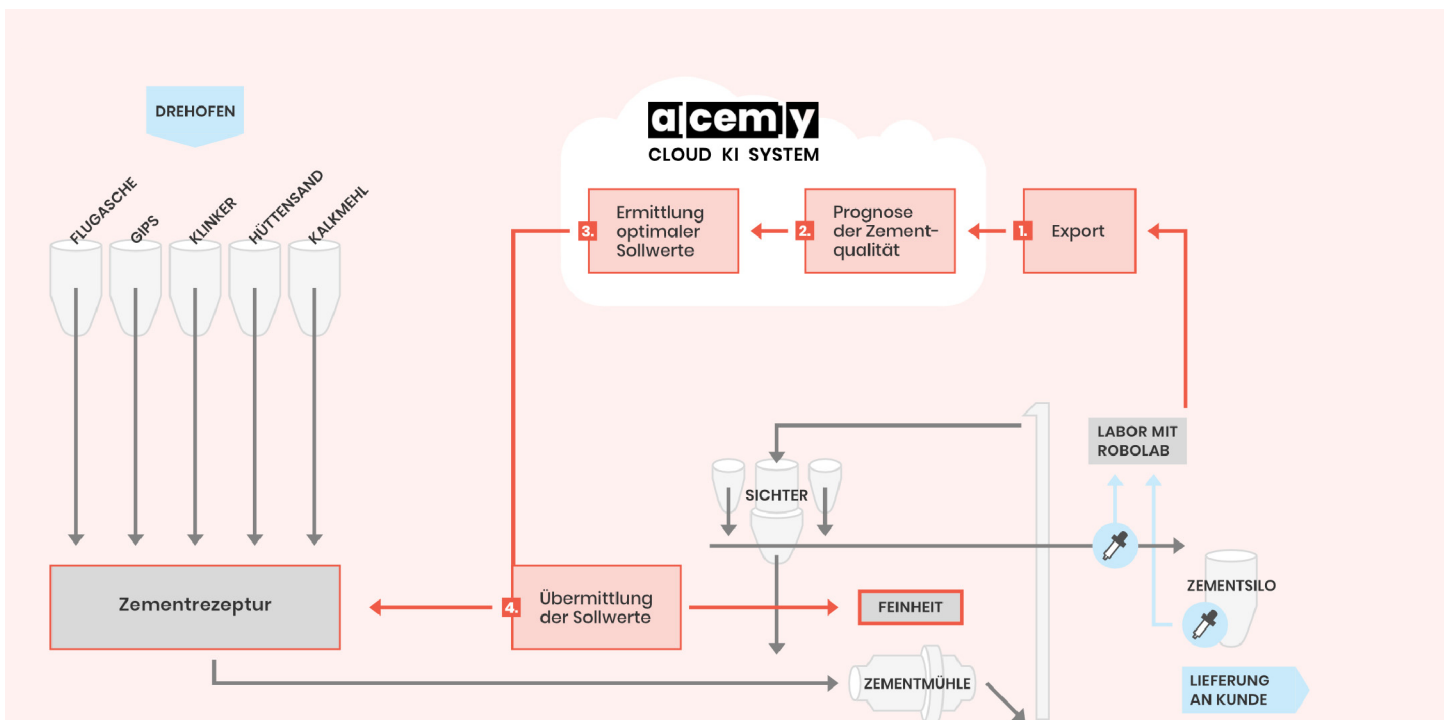 DREHOFEN
FLUGASCHE
GIPS
KLINKER
HÜTTENSAND
KALKMEHL
a[cem]y
CLOUD KI SYSTEM
3.
Ermittlung
optimaler
Sollwerte
2.
Prognose
der Zement-
qualität
1.
Export
LABOR MIT
ROBOLAB
SICHTER
ZEMENTSILO
Zementrezeptur
4.
Übermittlung
der Sollwerte
FEINHEIT
ZEMENTMÜHLE
LIEFERUNG
AN KUNDE